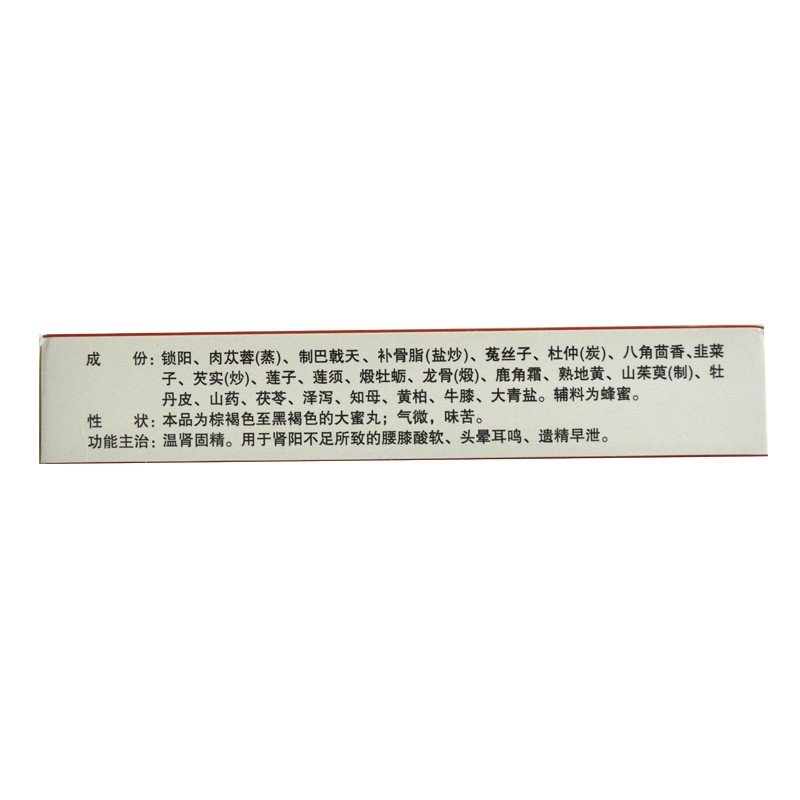 成　　份：锁阳、肉苁蓉(蒸)、制巴戟天、补骨脂(盐炒)、菟丝子、杜仲(炭)、八角茴香、韭菜
子、芡实(炒)、莲子、莲须、煅牡蛎、龙骨(煅)、鹿角霜、熟地黄、山茱萸(制)、牡
丹皮、山药、茯苓、泽泻、知母、黄柏、牛膝、大青盐。辅料为蜂蜜。
性　　状：本品为棕褐色至黑褐色的大蜜丸；气微，味苦。
功能主治：温肾固精。用于肾阳不足所致的腰膝酸软、头晕耳鸣、遗精早泄。